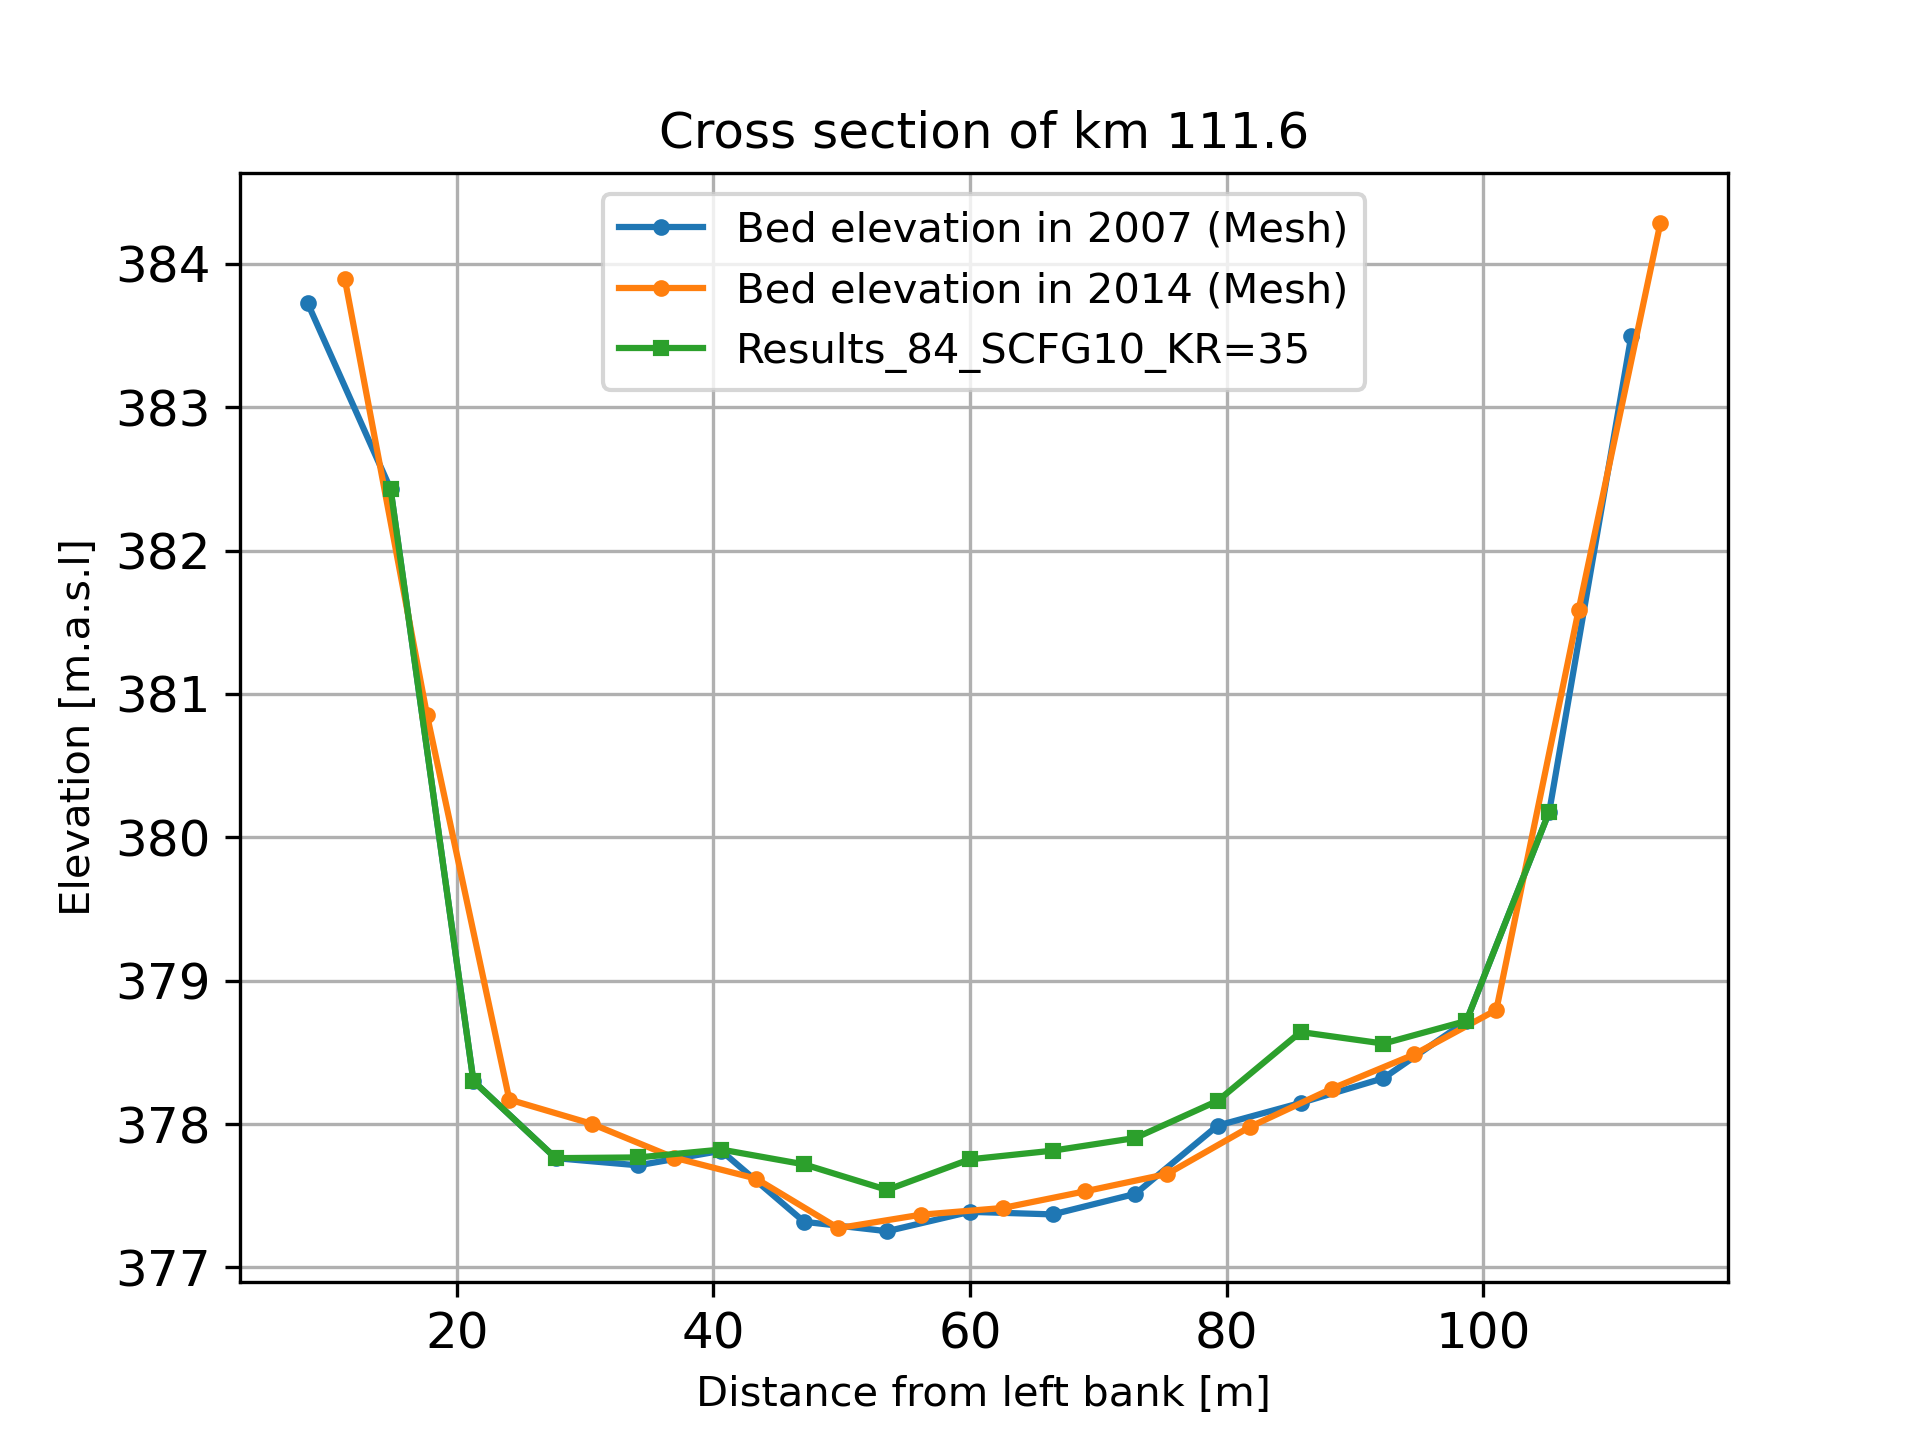 Cross section of km 111.6
Bed elevation in 2007 (Mesh)
Bed elevation in 2014 (Mesh)
Results_84_SCFG10_KR=35
384
383
382
381
380
379
378
377
Elevation [m.a.s.l]
20 40 60 80 100
Distance from left bank [m]